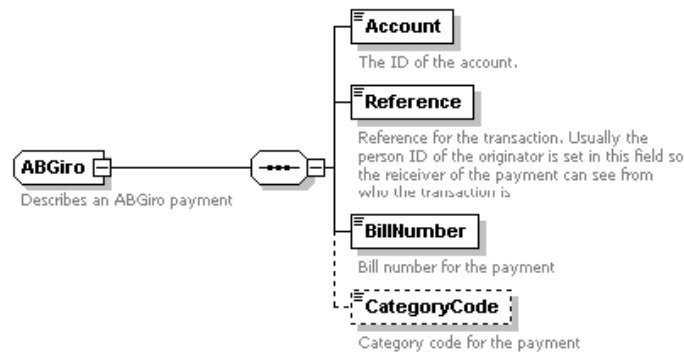 Account
The ID of the account.
Reference
Reference for the transaction. Usually the
person ID of the originator is set in this field so
the reiceiver of the payment can see from
who the transaction is
ABGiro
Describes an ABGiro payment
BillNumber
Bill number for the payment
CategoryCode
Category code for the payment